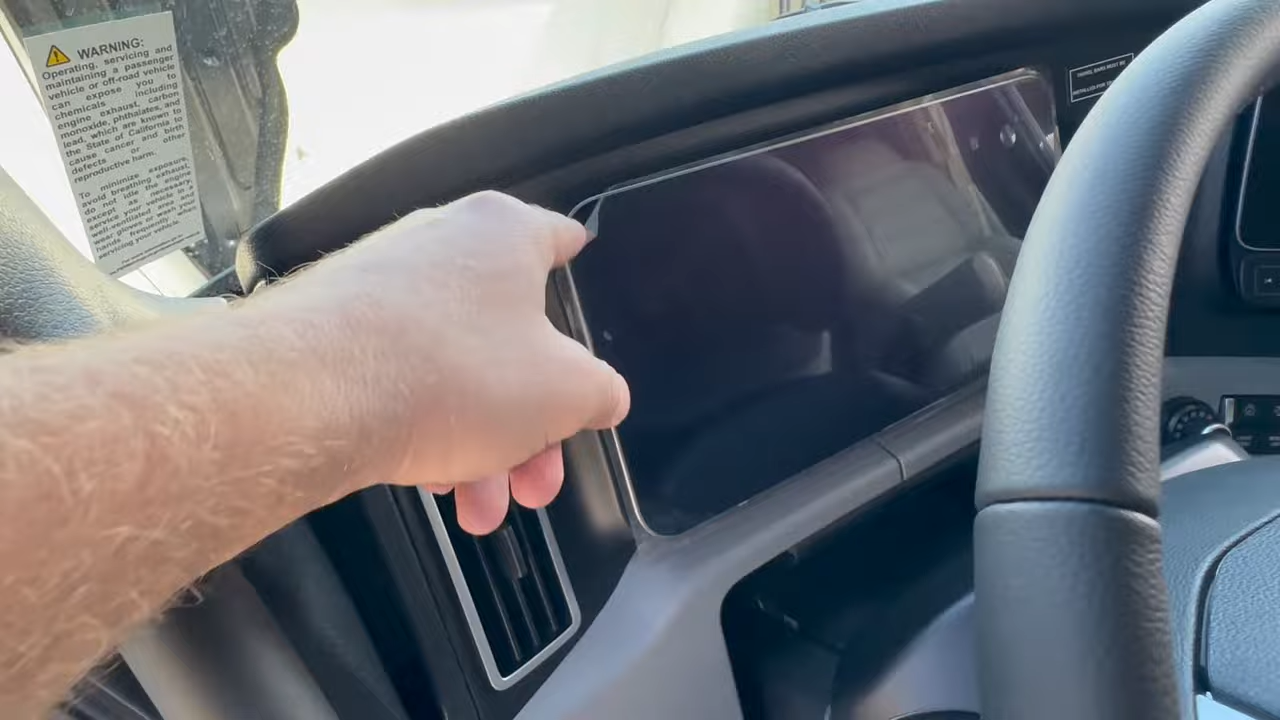 WARNING:
Operating, servicing and
maintaining a passenger
vehicle or off-road vehicle
can expose you to
chemicals including
engine exhaust, carbon
monoxide, phthalates, and
lead, which are known to
the State of California to
cause cancer and birth
defects or other
reproductive harm.
To minimize exposure,
avoid breathing exhaust,
do not idle the engine
except as necessary,
service your vehicle in a
well-ventilated area and
wear gloves or wash your
hands frequently when
servicing your vehicle.